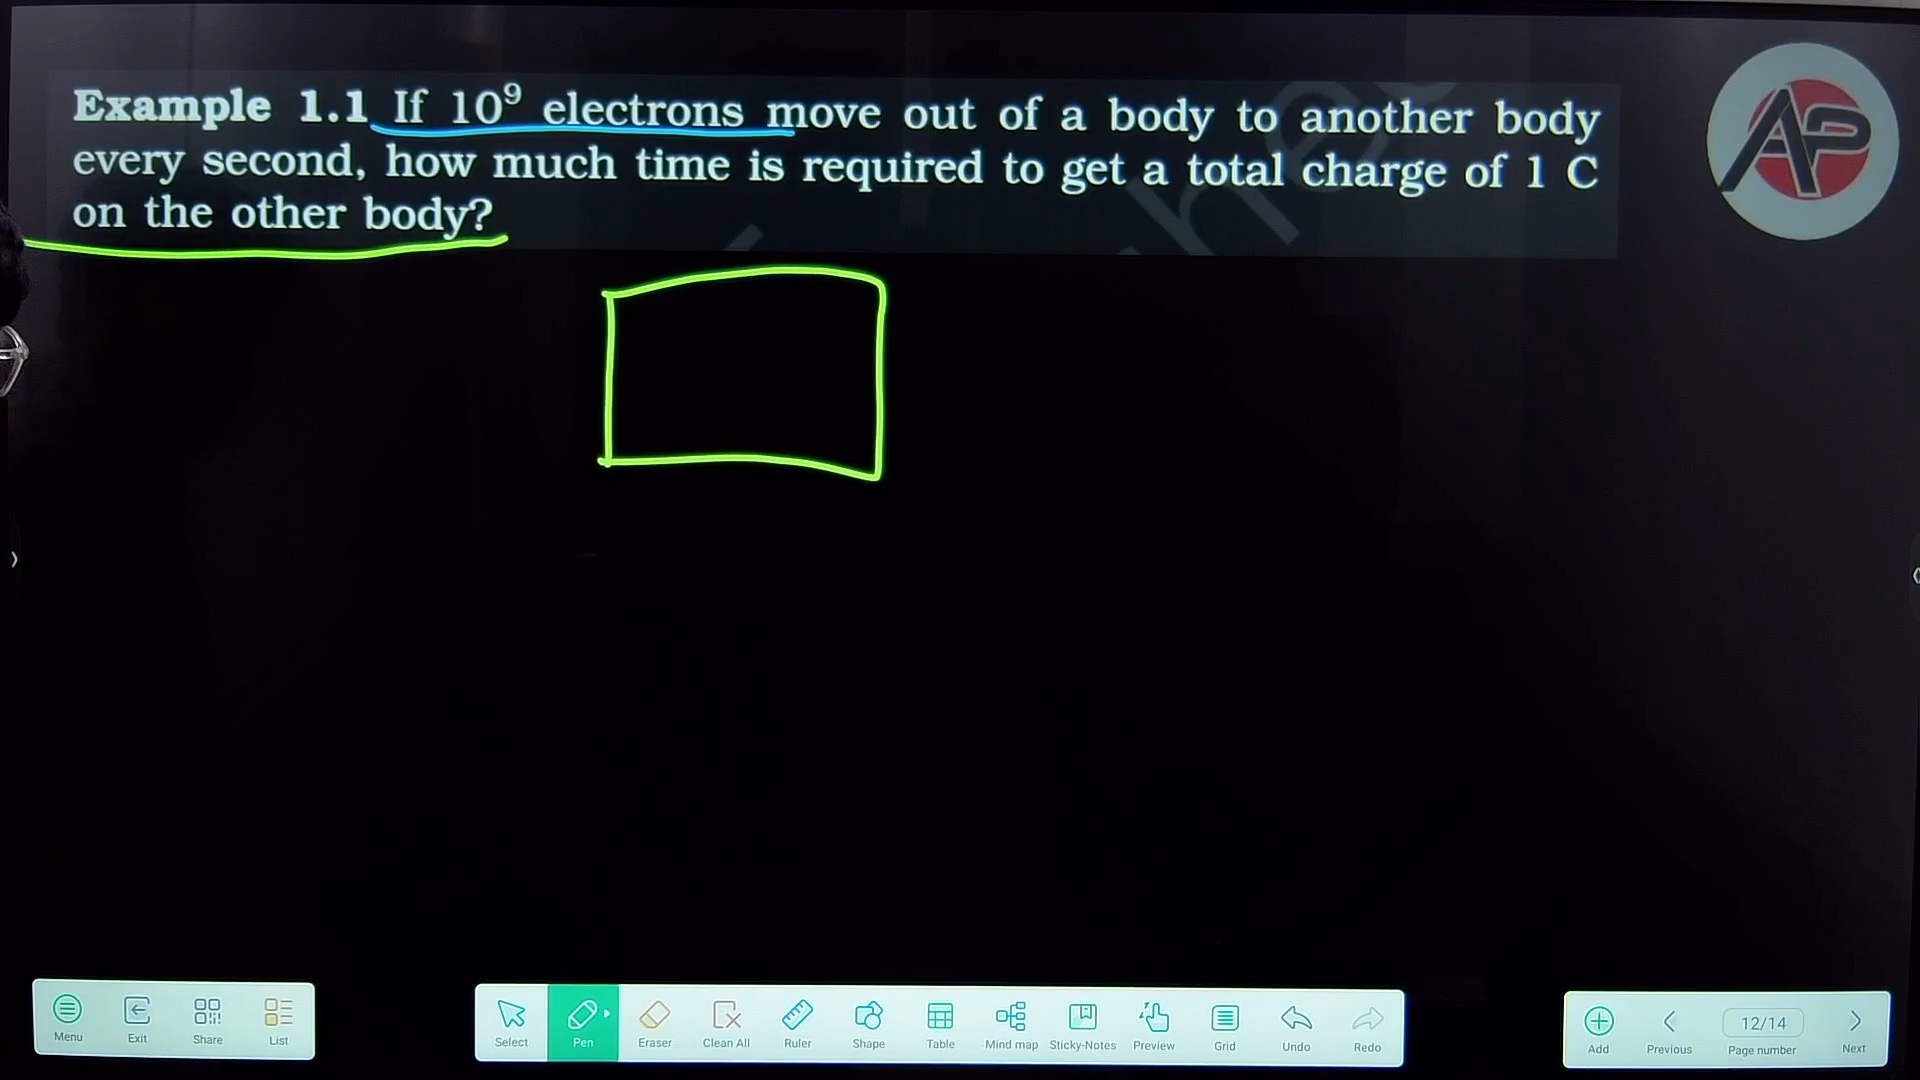 Example 1.1 If 10⁹ electrons move out of a body to another body
every second, how much time is required to get a total charge of 1 C
on the other body?
AP
Menu
Exit
Share
List
Select
Pen
Eraser
Clean All
Ruler
Shape
Table
Mind map
Sticky-Notes
Preview
Grid
Undo
Redo
Add
Previous
12/14
Page number
Next